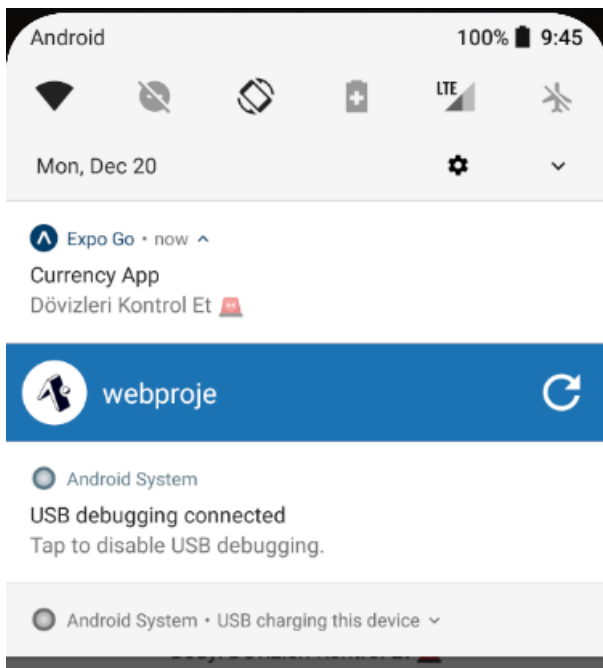 Android 100% 9:45
LTE
Mon, Dec 20
Expo Go • now
Currency App
Dövizleri Kontrol Et 🚨
webproje
Android System
USB debugging connected
Tap to disable USB debugging.
Android System • USB charging this device